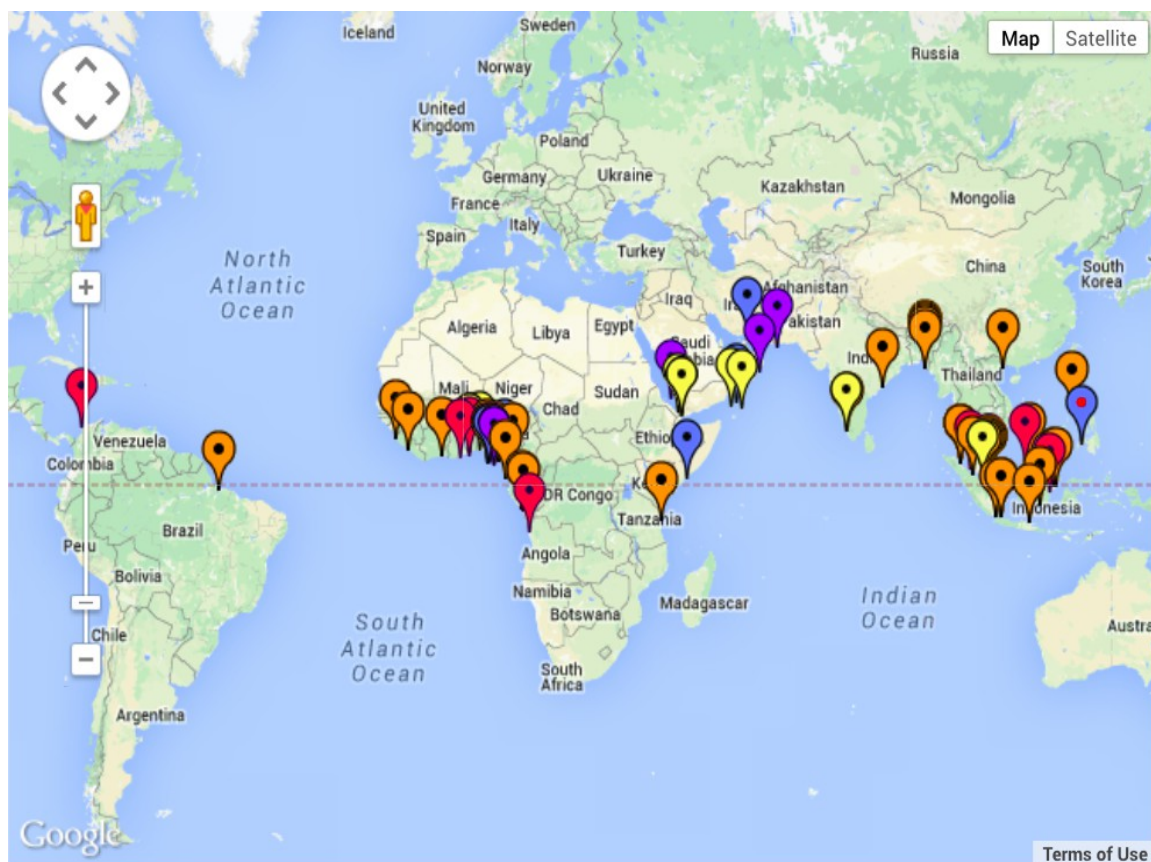 Iceland
Sweden
Map
Satellite
Russia
Norway
United
Kingdom
Poland
Germany
Ukraine
Kazakhstan
Mongolia
France
Italy
Spain
Turkey
North
Atlantic
Ocean
China
South
Korea
Iraq
Afghanistan
Pakistan
Algeria
Libya
Egypt
Saudi
Thailand
Mali
Niger
Chad
Sudan
Venezuela
Colombia
DR Congo
Tanzania
Indonesia
Brazil
Peru
Angola
Bolivia
Namibia
Botswana
Madagascar
Indian
Ocean
Chile
South
Atlantic
Ocean
South
Africa
Argentina
Google
Terms of Use